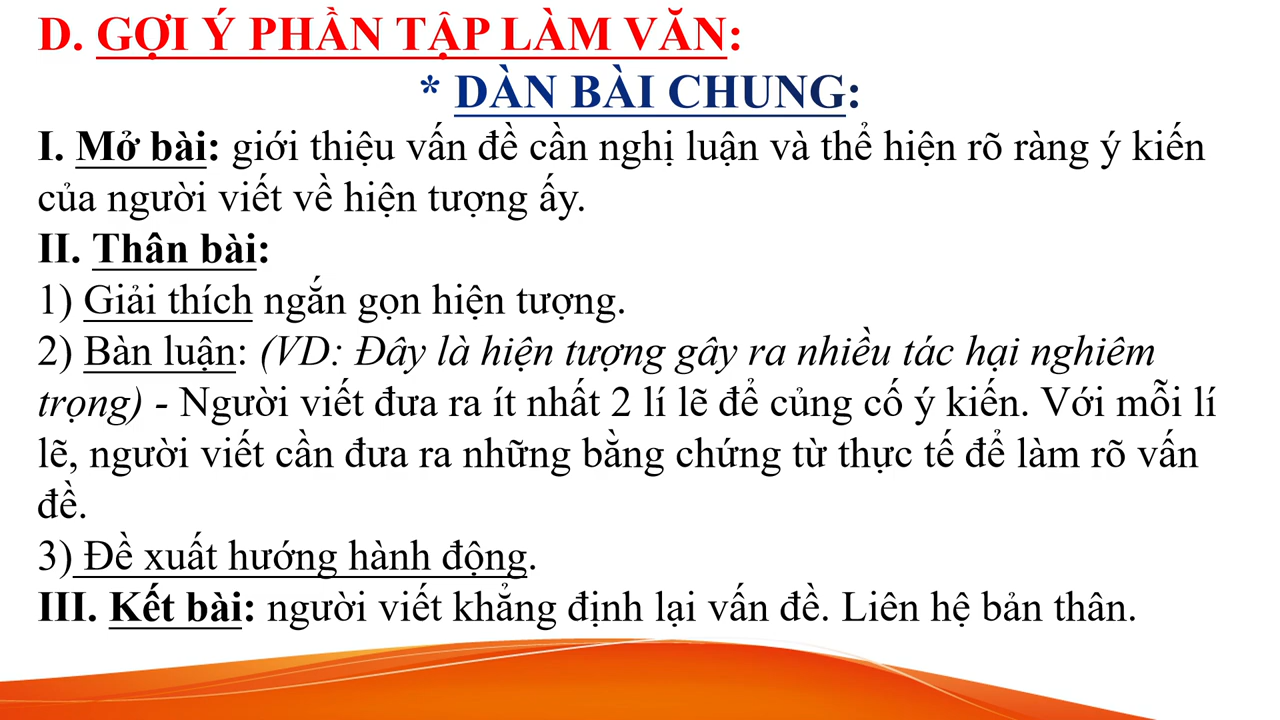 D. GỢI Ý PHẦN TẬP LÀM VĂN:
* DÀN BÀI CHUNG:
I. Mở bài: giới thiệu vấn đề cần nghị luận và thể hiện rõ ràng ý kiến
của người viết về hiện tượng ấy.
II. Thân bài:
1) Giải thích ngắn gọn hiện tượng.
2) Bàn luận: (VD: Đây là hiện tượng gây ra nhiều tác hại nghiêm
trọng) - Người viết đưa ra ít nhất 2 lí lẽ để củng cố ý kiến. Với mỗi lí
lẽ, người viết cần đưa ra những bằng chứng từ thực tế để làm rõ vấn
đề.
3) Đề xuất hướng hành động.
III. Kết bài: người viết khẳng định lại vấn đề. Liên hệ bản thân.